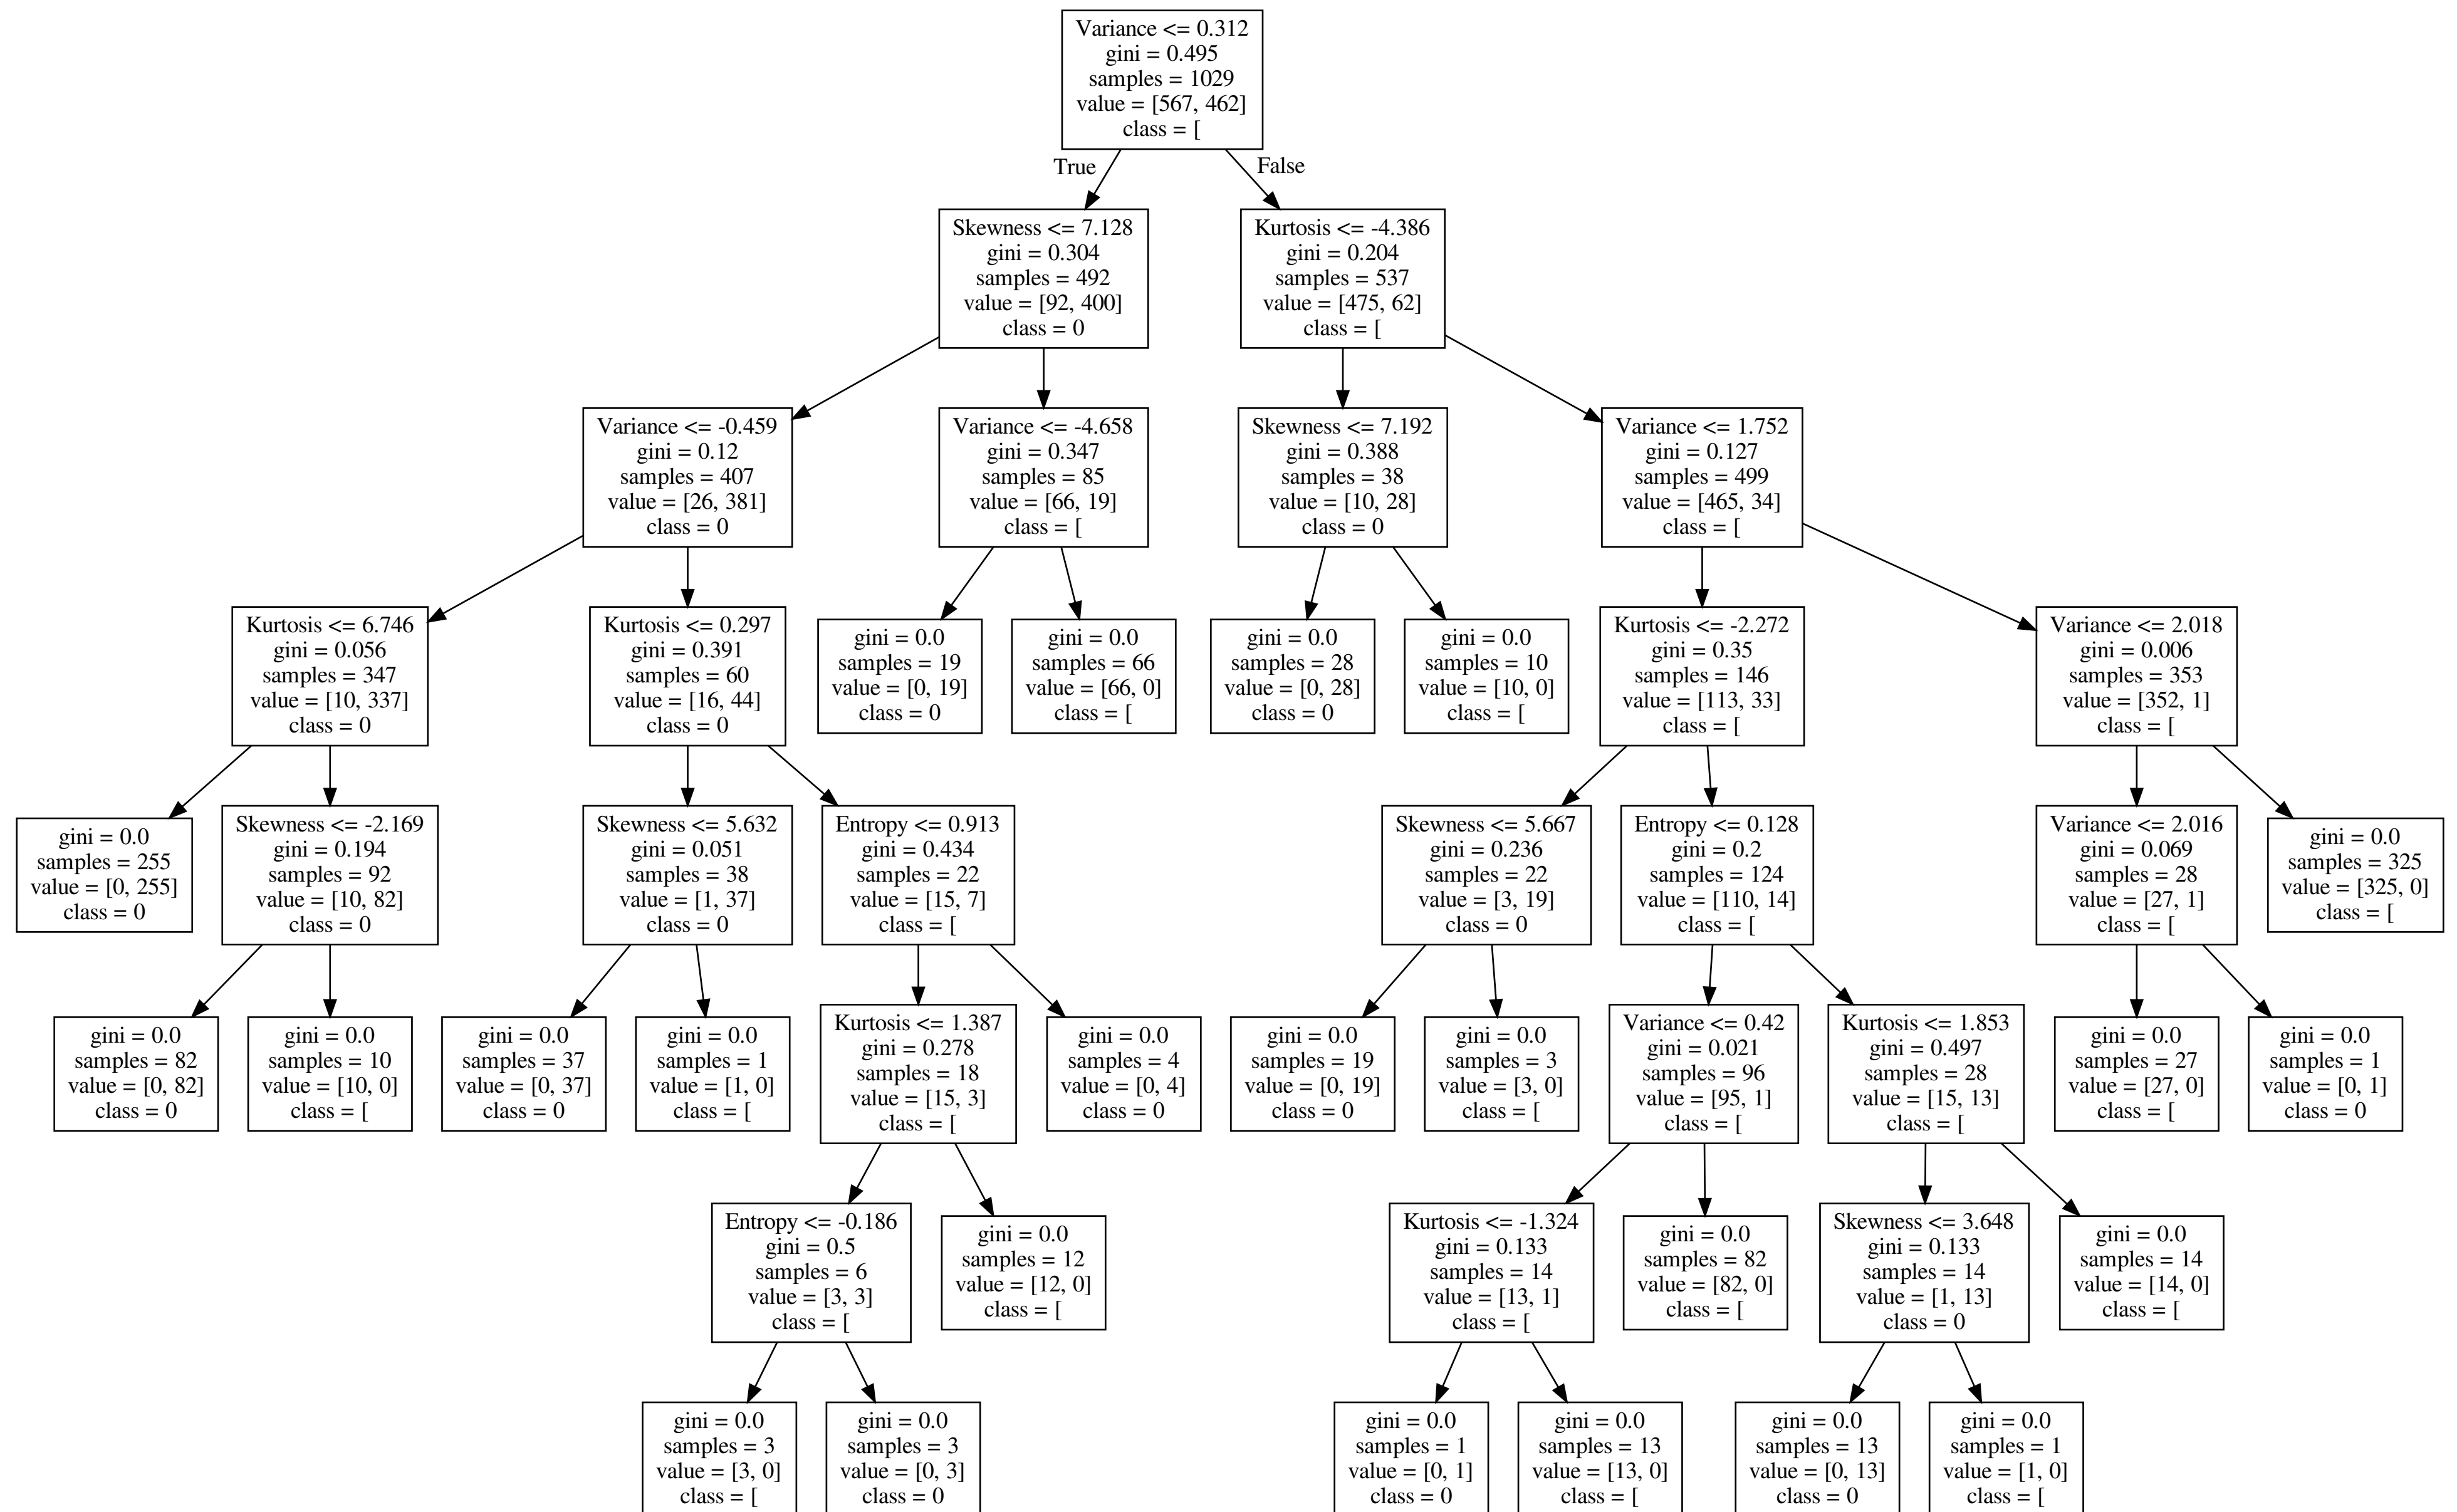 Variance <= 0.312
gini = 0.495
samples = 1029
value = [567, 462]
class = [
True
False
Skewness <= 7.128
gini = 0.304
samples = 492
value = [92, 400]
class = 0
Kurtosis <= -4.386
gini = 0.204
samples = 537
value = [475, 62]
class = [
Variance <= -0.459
gini = 0.12
samples = 407
value = [26, 381]
class = 0
Variance <= -4.658
gini = 0.347
samples = 85
value = [66, 19]
class = [
Skewness <= 7.192
gini = 0.388
samples = 38
value = [10, 28]
class = 0
Variance <= 1.752
gini = 0.127
samples = 499
value = [465, 34]
class = [
Kurtosis <= 6.746
gini = 0.056
samples = 347
value = [10, 337]
class = 0
Kurtosis <= 0.297
gini = 0.391
samples = 60
value = [16, 44]
class = 0
gini = 0.0
samples = 19
value = [0, 19]
class = 0
gini = 0.0
samples = 66
value = [66, 0]
class = [
gini = 0.0
samples = 28
value = [0, 28]
class = 0
gini = 0.0
samples = 10
value = [10, 0]
class = [
Kurtosis <= -2.272
gini = 0.35
samples = 146
value = [113, 33]
class = [
Variance <= 2.018
gini = 0.006
samples = 353
value = [352, 1]
class = [
gini = 0.0
samples = 255
value = [0, 255]
class = 0
Skewness <= -2.169
gini = 0.194
samples = 92
value = [10, 82]
class = 0
Skewness <= 5.632
gini = 0.051
samples = 38
value = [1, 37]
class = 0
Entropy <= 0.913
gini = 0.434
samples = 22
value = [15, 7]
class = [
Skewness <= 5.667
gini = 0.236
samples = 22
value = [3, 19]
class = 0
Entropy <= 0.128
gini = 0.2
samples = 124
value = [110, 14]
class = [
Variance <= 2.016
gini = 0.069
samples = 28
value = [27, 1]
class = [
gini = 0.0
samples = 325
value = [325, 0]
class = [
gini = 0.0
samples = 82
value = [0, 82]
class = 0
gini = 0.0
samples = 10
value = [10, 0]
class = [
gini = 0.0
samples = 37
value = [0, 37]
class = 0
gini = 0.0
samples = 1
value = [1, 0]
class = [
Kurtosis <= 1.387
gini = 0.278
samples = 18
value = [15, 3]
class = [
gini = 0.0
samples = 4
value = [0, 4]
class = 0
gini = 0.0
samples = 19
value = [0, 19]
class = 0
gini = 0.0
samples = 3
value = [3, 0]
class = [
Variance <= 0.42
gini = 0.021
samples = 96
value = [95, 1]
class = [
Kurtosis <= 1.853
gini = 0.497
samples = 28
value = [15, 13]
class = [
gini = 0.0
samples = 27
value = [27, 0]
class = [
gini = 0.0
samples = 1
value = [0, 1]
class = 0
Entropy <= -0.186
gini = 0.5
samples = 6
value = [3, 3]
class = [
gini = 0.0
samples = 12
value = [12, 0]
class = [
Kurtosis <= -1.324
gini = 0.133
samples = 14
value = [13, 1]
class = [
gini = 0.0
samples = 82
value = [82, 0]
class = [
Skewness <= 3.648
gini = 0.133
samples = 14
value = [1, 13]
class = 0
gini = 0.0
samples = 14
value = [14, 0]
class = [
gini = 0.0
samples = 3
value = [3, 0]
class = [
gini = 0.0
samples = 3
value = [0, 3]
class = 0
gini = 0.0
samples = 1
value = [0, 1]
class = 0
gini = 0.0
samples = 13
value = [13, 0]
class = [
gini = 0.0
samples = 13
value = [0, 13]
class = 0
gini = 0.0
samples = 1
value = [1, 0]
class = [